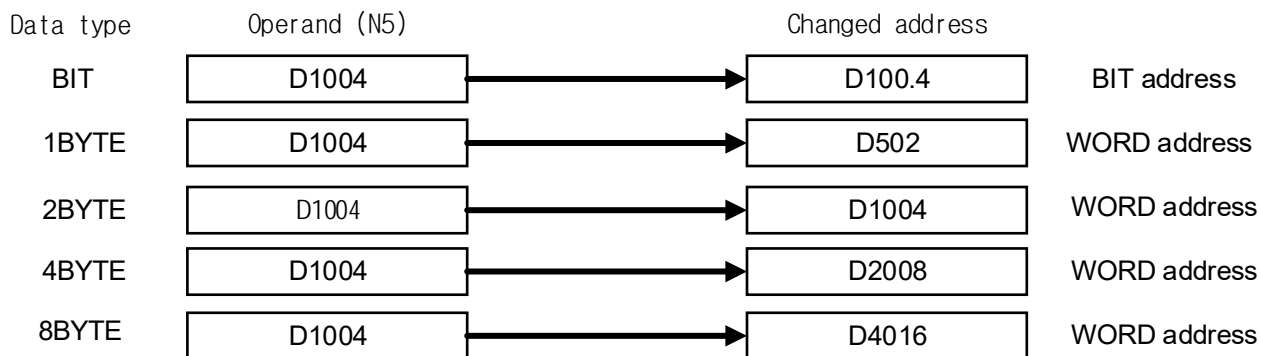 Data type Operand (N5) Changed address
BIT D1004 D100.4 BIT address
1BYTE D1004 D502 WORD address
2BYTE D1004 D1004 WORD address
4BYTE D1004 D2008 WORD address
8BYTE D1004 D4016 WORD address